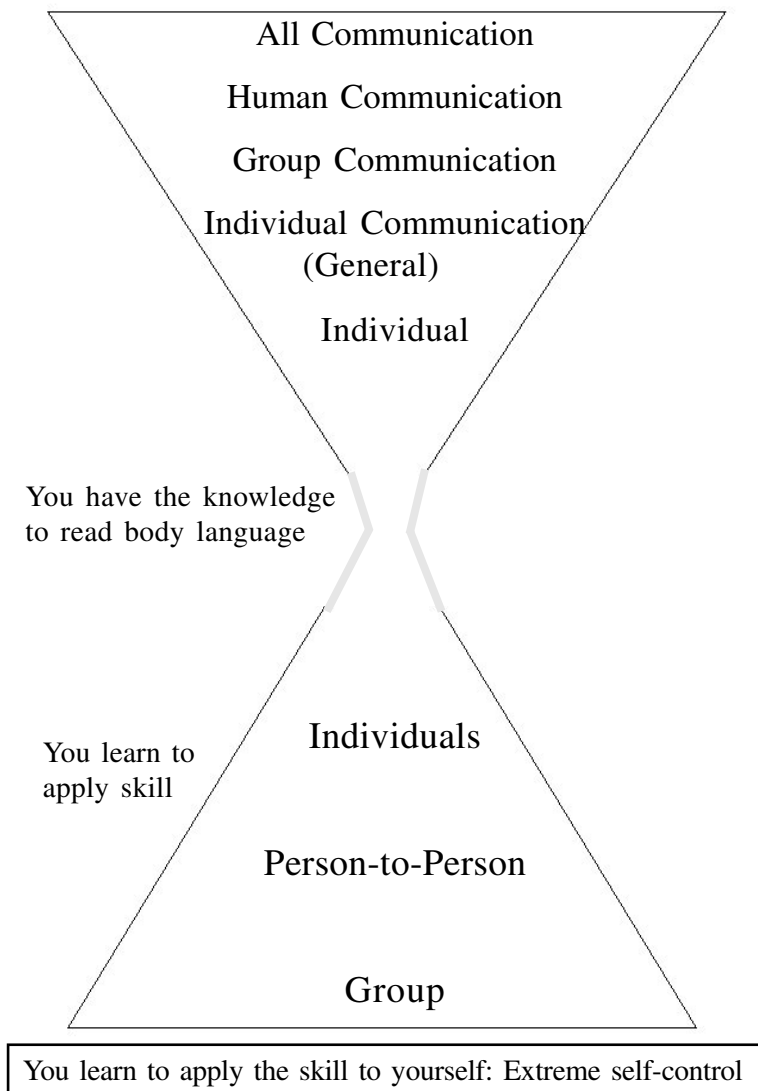 All Communication
Human Communication
Group Communication
Individual Communication
(General)
Individual
You have the knowledge
to read body language
Individuals
You learn to
apply skill
Person-to-Person
Group
You learn to apply the skill to yourself: Extreme self-control